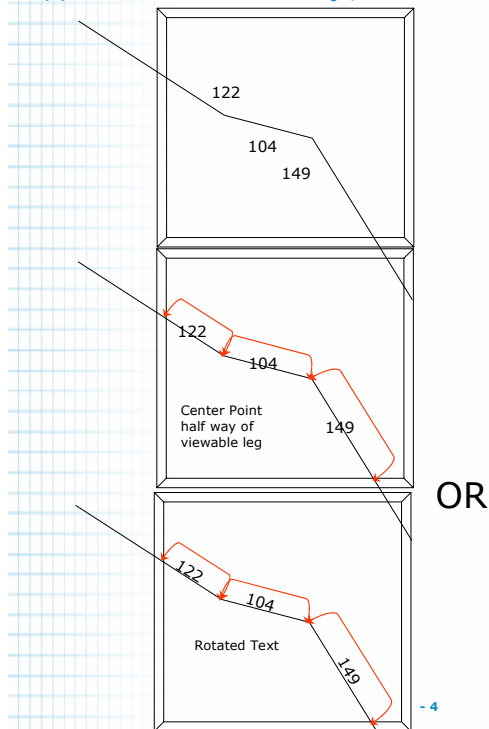 122
104
149
122
104
Center Point
half way of
viewable leg
149
OR
122
104
Rotated Text
149
- 4